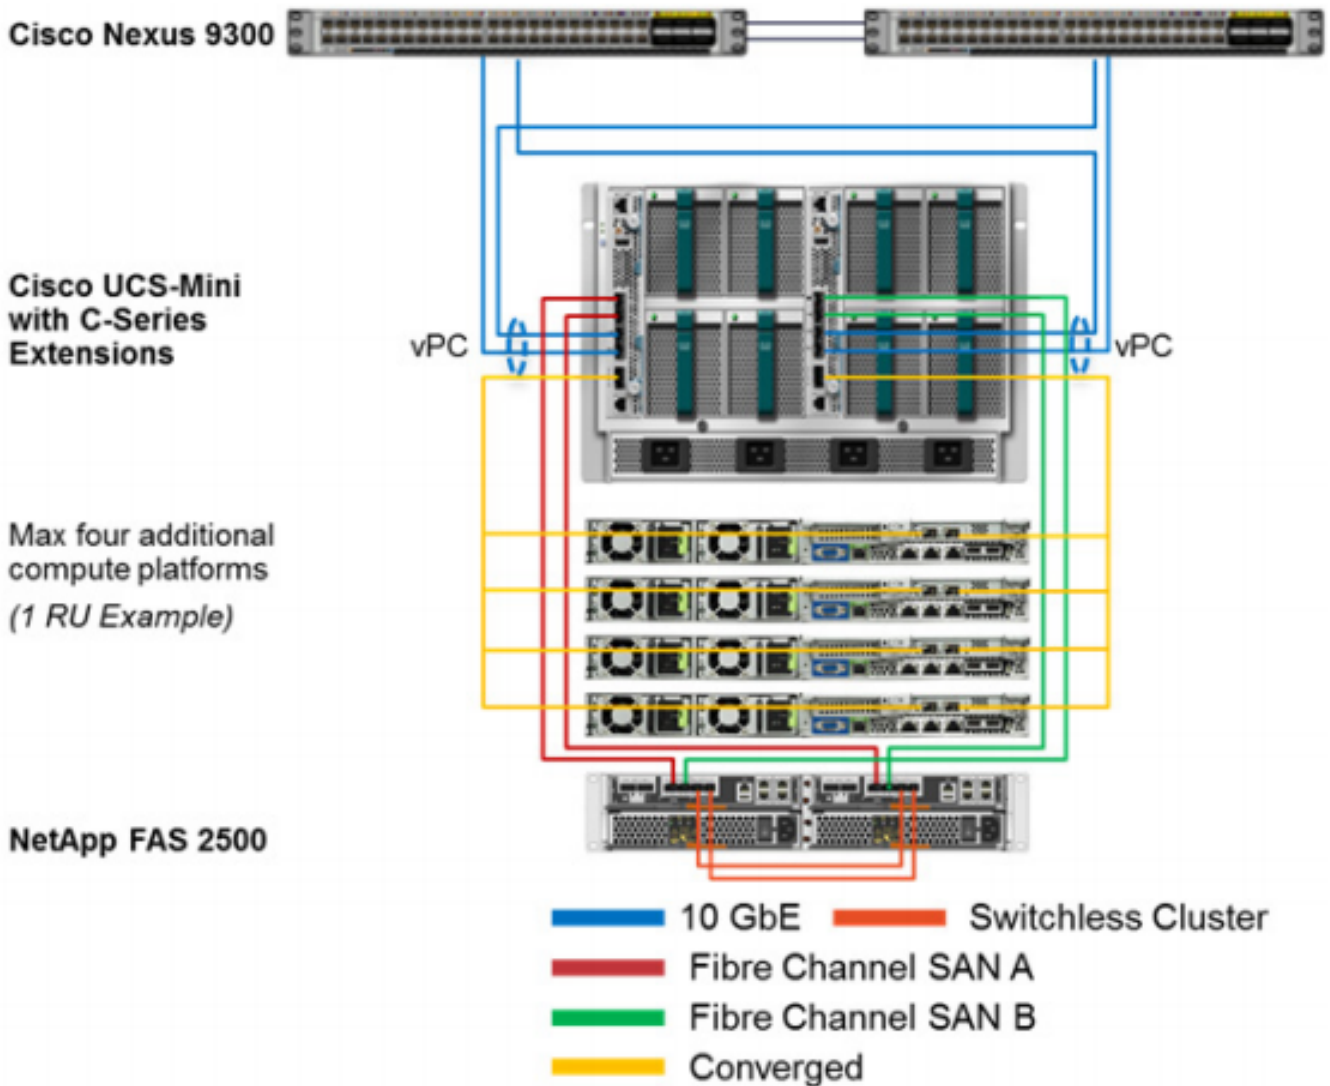 Cisco Nexus 9300
Cisco UCS-Mini
with C-Series
Extensions
vPC
vPC
Max four additional
compute platforms
(1 RU Example)
NetApp FAS 2500
10 GbE
Switchless Cluster
Fibre Channel SAN A
Fibre Channel SAN B
Converged